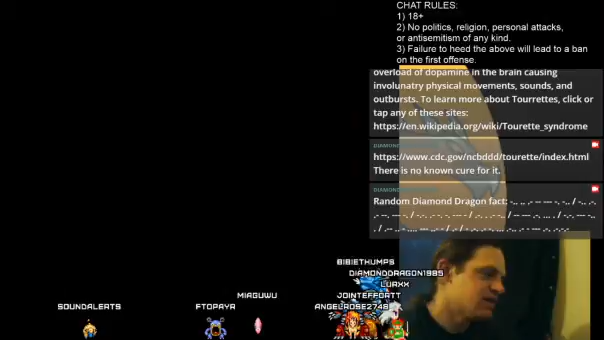 CHAT RULES:
1) 18+
2) No politics, religion, personal attacks,
or antisemitism of any kind.
3) Failure to heed the above will lead to a ban
on the first offense.
overload of dopamine in the brain causing
involunatry physical movements, sounds, and
outbursts. To learn more about Tourrettes, click or
tap any of these sites:
https://en.wikipedia.org/wiki/Tourette_syndrome
https://www.cdc.gov/ncbddd/tourette/index.html
There is no known cure for it.
Random Diamond Dragon fact:
BIBIETHUMPS
DIAMONDDRAGON1985
LURXX
MIAGUWU
JOINTEFFORTT
SOUNDALERTS
FTOPAYR
ANGELROSE2748